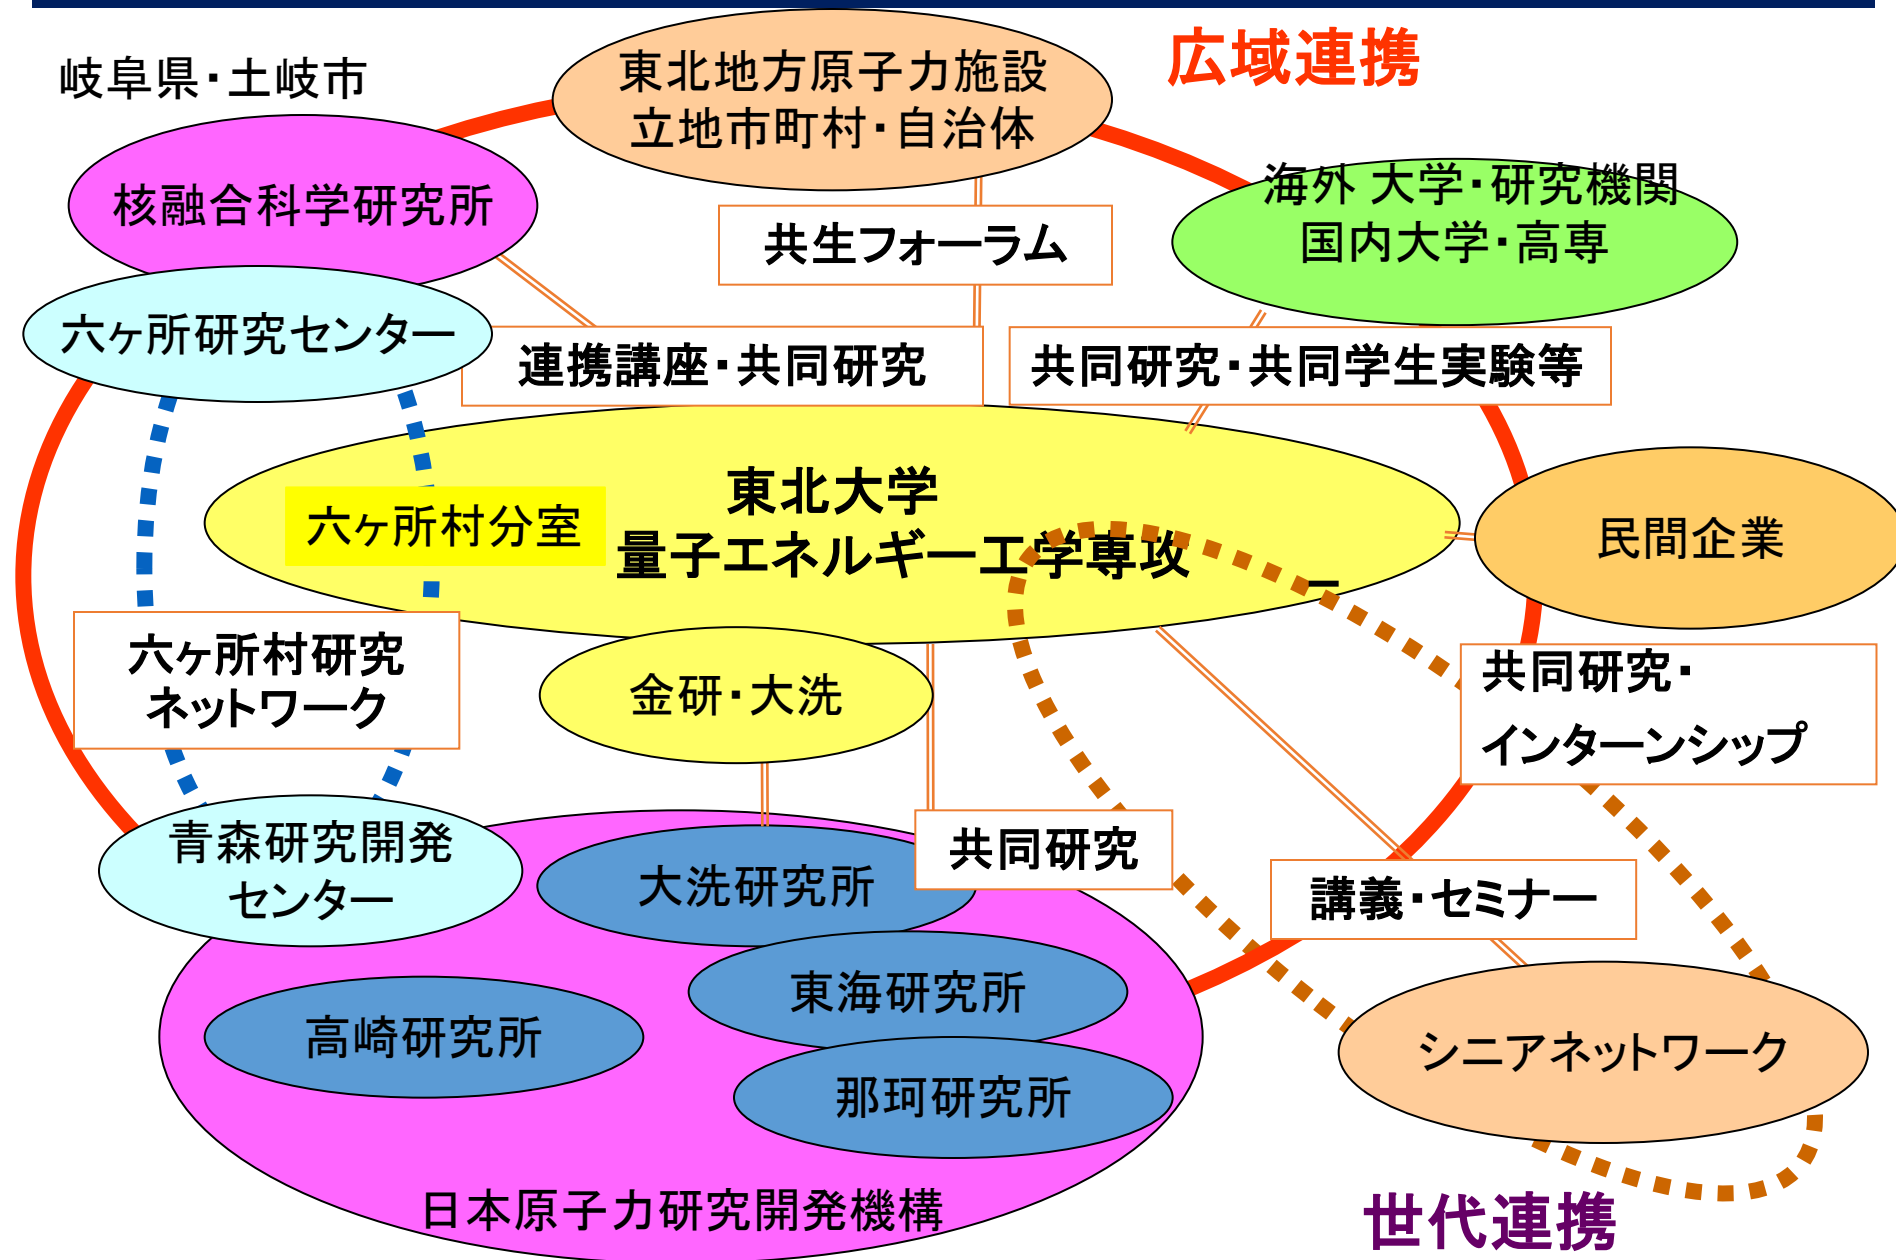 広域連携
岐阜県・土岐市
東北地方原子力施設
立地市町村・自治体
核融合科学研究所
海外 大学・研究機関
国内大学・高専
共生フォーラム
六ヶ所研究センター
連携講座・共同研究
共同研究・共同学生実験等
東北大学
量子エネルギー工学専攻
六ヶ所村分室
民間企業
六ヶ所村研究
ネットワーク
金研・大洗
共同研究・
インターンシップ
青森研究開発
センター
大洗研究所
共同研究
講義・セミナー
東海研究所
高崎研究所
那珂研究所
シニアネットワーク
日本原子力研究開発機構
世代連携